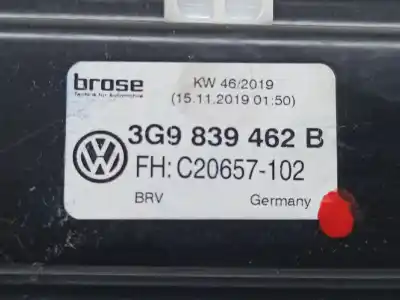 brose
Technik für Automobile
KW 46/2019
(15.11.2019 01:50)
3G9 839 462 B
FH: C20657-102
BRV Germany